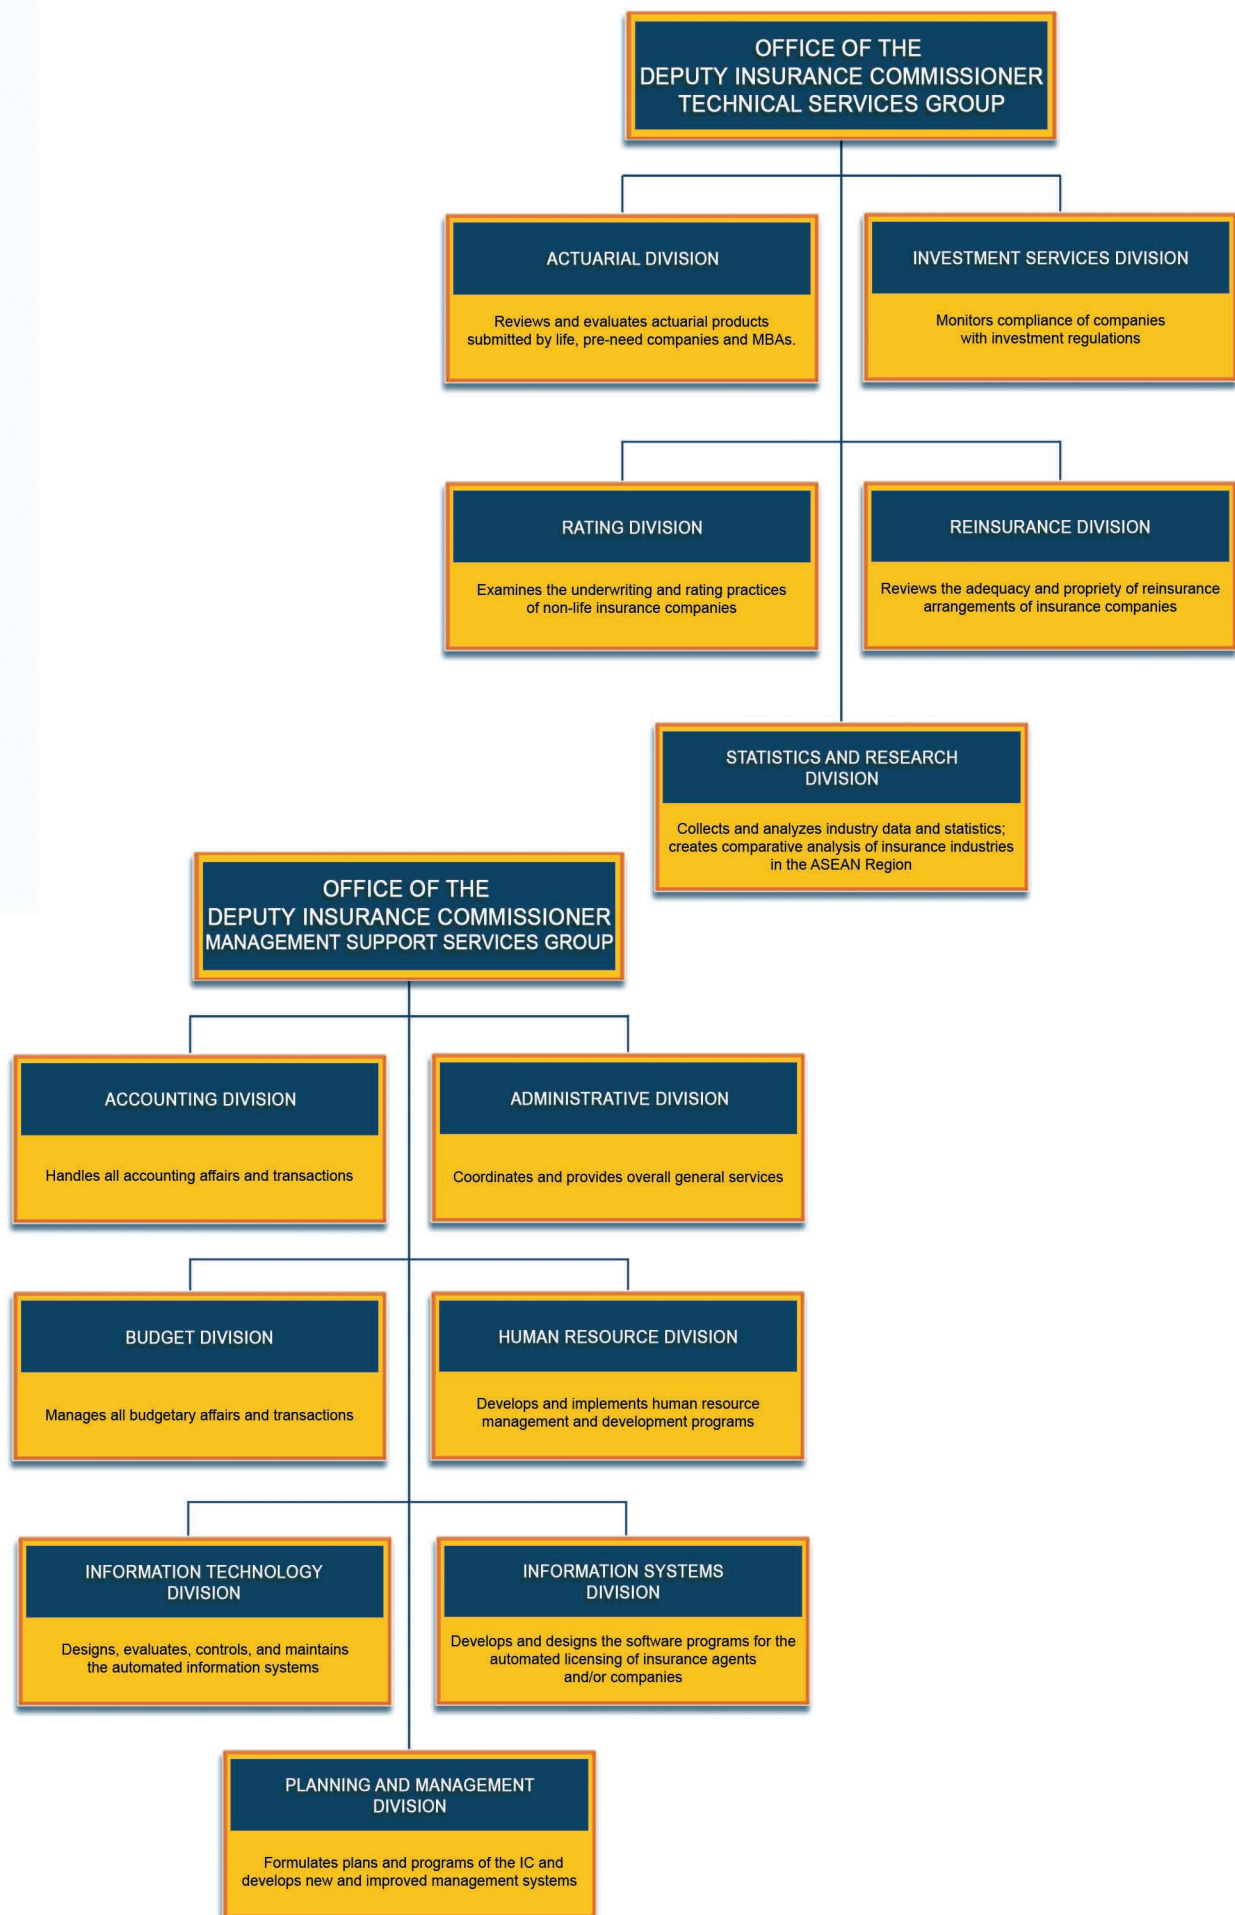 OFFICE OF THE
DEPUTY INSURANCE COMMISSIONER
TECHNICAL SERVICES GROUP
ACTUARIAL DIVISION
Reviews and evaluates actuarial products
submitted by life, pre-need companies and MBAs.
INVESTMENT SERVICES DIVISION
Monitors compliance of companies
with investment regulations
RATING DIVISION
Examines the underwriting and rating practices
of non-life insurance companies
REINSURANCE DIVISION
Reviews the adequacy and propriety of reinsurance
arrangements of insurance companies
STATISTICS AND RESEARCH
DIVISION
Collects and analyzes industry data and statistics;
creates comparative analysis of insurance industries
in the ASEAN Region
OFFICE OF THE
DEPUTY INSURANCE COMMISSIONER
MANAGEMENT SUPPORT SERVICES GROUP
ACCOUNTING DIVISION
Handles all accounting affairs and transactions
ADMINISTRATIVE DIVISION
Coordinates and provides overall general services
BUDGET DIVISION
Manages all budgetary affairs and transactions
HUMAN RESOURCE DIVISION
Develops and implements human resource
management and development programs
INFORMATION TECHNOLOGY
DIVISION
Designs, evaluates, controls, and maintains
the automated information systems
INFORMATION SYSTEMS
DIVISION
Develops and designs the software programs for the
automated licensing of insurance agents
and/or companies
PLANNING AND MANAGEMENT
DIVISION
Formulates plans and programs of the IC and
develops new and improved management systems